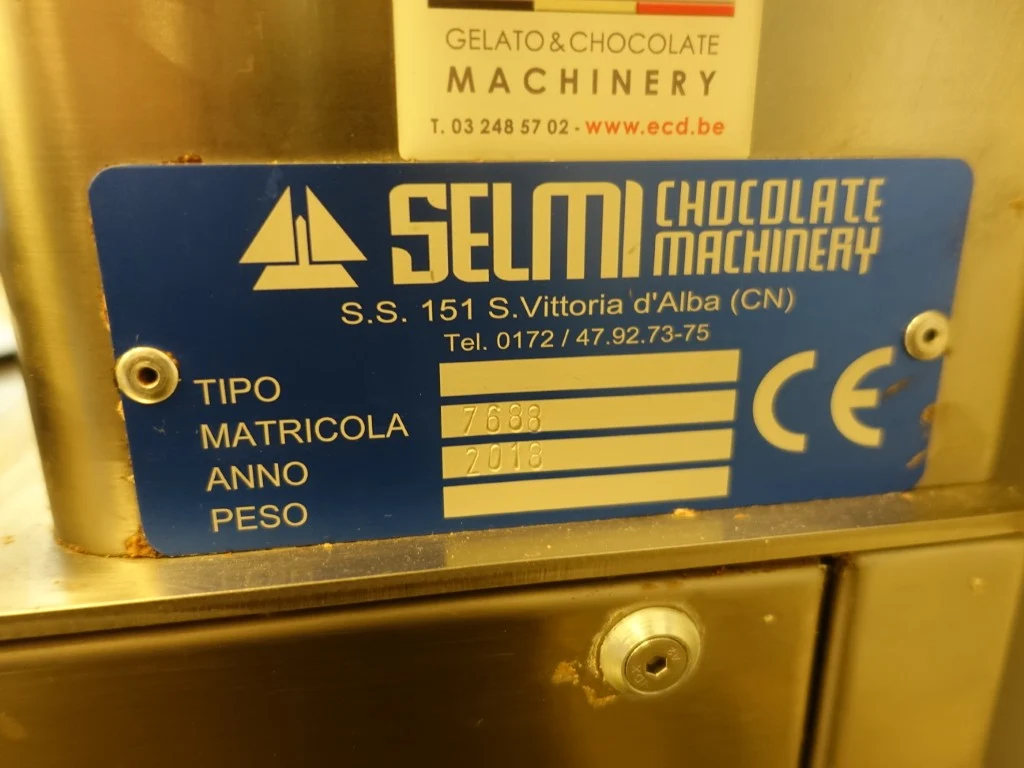 GELATO & CHOCOLATE
MACHINERY
T. 03 248 57 02 - www.ecd.be
SELMI CHOCOLATE MACHINERY
S.S. 151 S.Vittoria d'Alba (CN)
Tel. 0172 / 47.92.73-75
TIPO
MATRICOLA 7688
ANNO 2018
PESO
CE